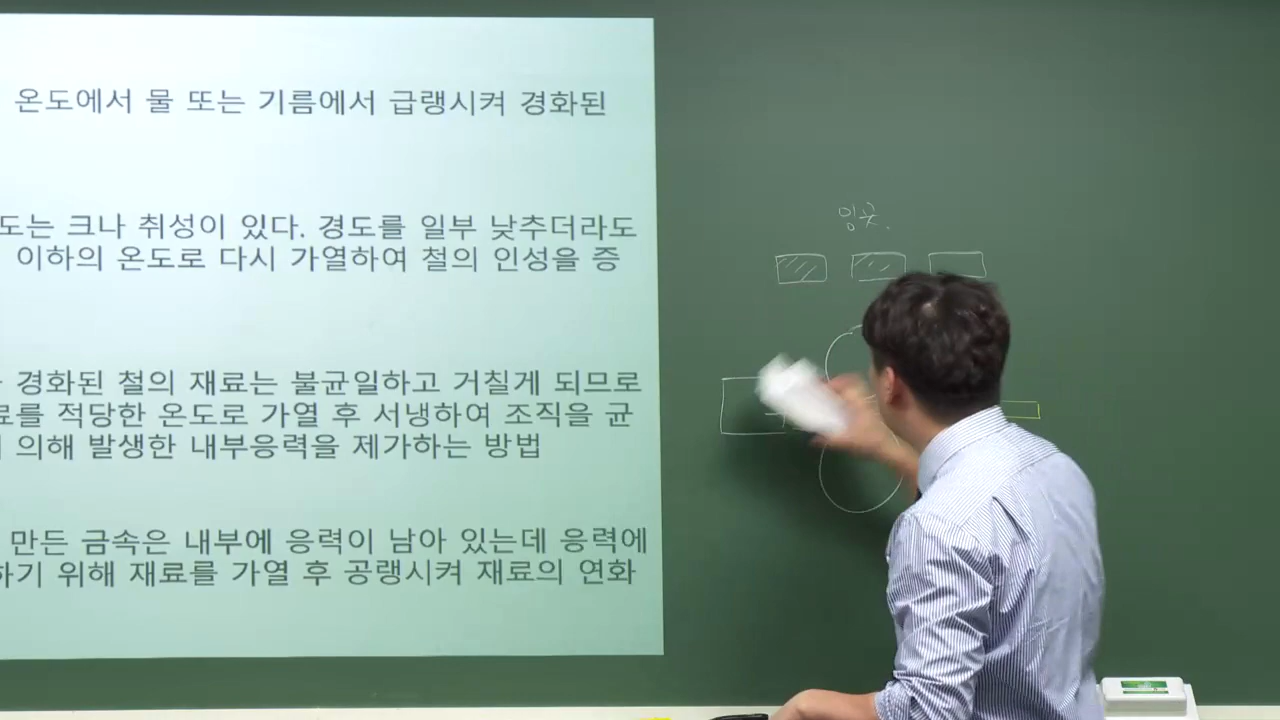 온도에서 물 또는 기름에서 급랭시켜 경화된
도는 크나 취성이 있다. 경도를 일부 낮추더라도
이하의 온도로 다시 가열하여 철의 인성을 증
경화된 철의 재료는 불균일하고 거칠게 되므로
료를 적당한 온도로 가열 후 서냉하여 조직을 균
의해 발생한 내부응력을 제가하는 방법
만든 금속은 내부에 응력이 남아 있는데 응력에
하기 위해 재료를 가열 후 공랭시켜 재료의 연화